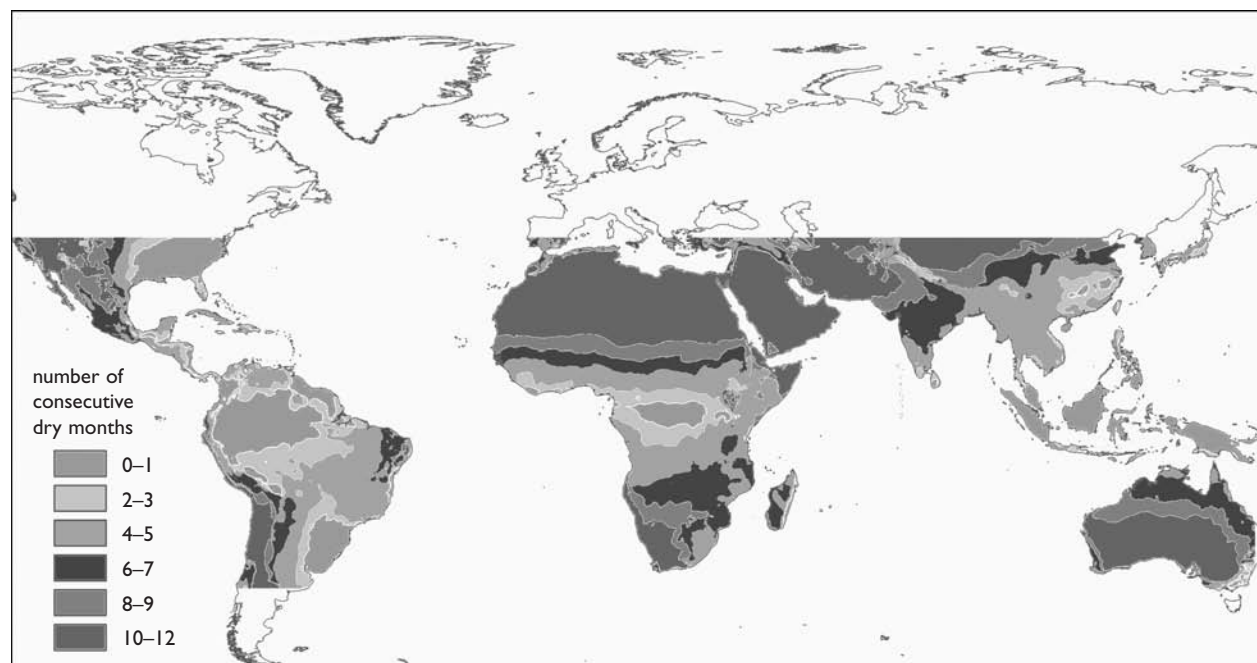 number of
consecutive
dry months
0–1
2–3
4–5
6–7
8–9
10–12